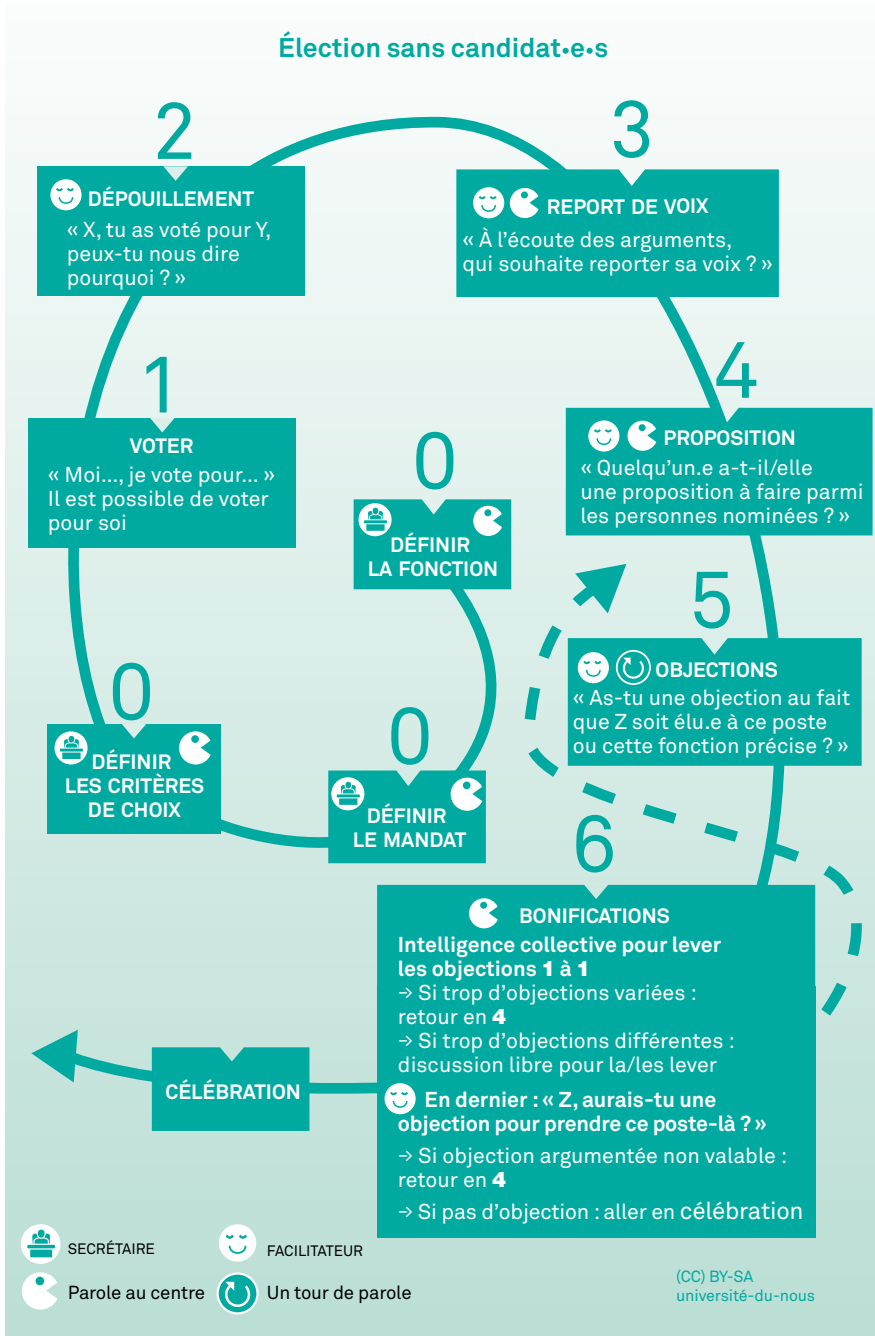 Élection sans candidat•e•s
0
DÉFINIR
LA FONCTION
0
DÉFINIR
LE MANDAT
0
DÉFINIR
LES CRITÈRES
DE CHOIX
1
VOTER
« Moi..., je vote pour... »
Il est possible de voter
pour soi
2
DÉPOUILLEMENT
« X, tu as voté pour Y,
peux-tu nous dire
pourquoi ? »
3
REPORT DE VOIX
« À l’écoute des arguments,
qui souhaite reporter sa voix ? »
4
PROPOSITION
« Quelqu’un.e a-t-il/elle
une proposition à faire parmi
les personnes nominées ? »
5
OBJECTIONS
« As-tu une objection au fait
que Z soit élu.e à ce poste
ou cette fonction précise ? »
6
BONIFICATIONS
Intelligence collective pour lever
les objections 1 à 1
→ Si trop d’objections variées :
retour en 4
→ Si trop d’objections différentes :
discussion libre pour la/les lever
En dernier : « Z, aurais-tu une
objection pour prendre ce poste-là ? »
→ Si objection argumentée non valable :
retour en 4
→ Si pas d’objection : aller en célébration
CÉLÉBRATION
SECRÉTAIRE
FACILITATEUR
Parole au centre
Un tour de parole
(CC) BY-SA
université-du-nous